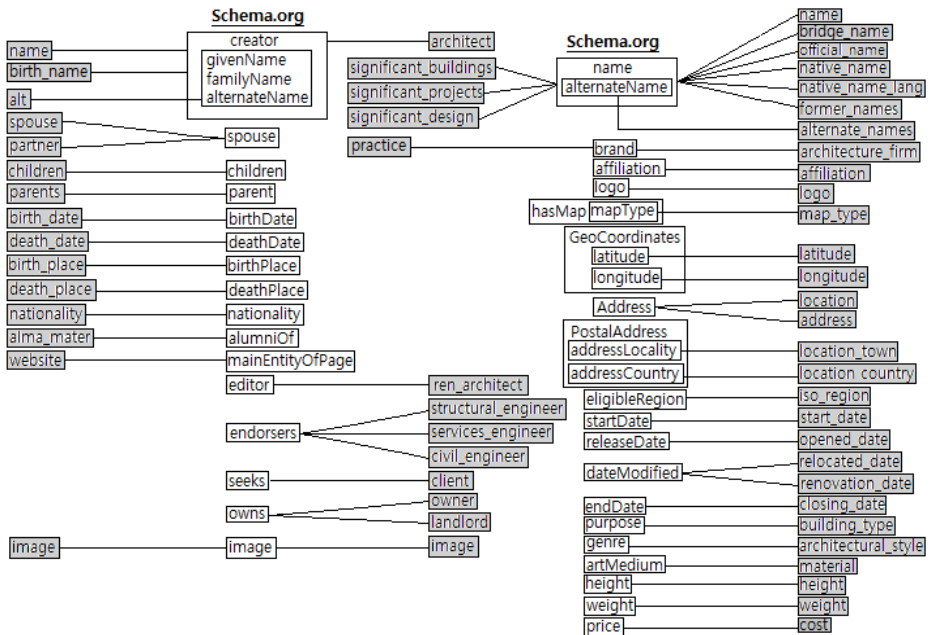 Schema.org
name
birth_name
alt
spouse
partner
children
parents
birth_date
death_date
birth_place
death_place
nationality
alma_mater
website
image
creator
givenName
familyName
alternateName
spouse
children
parent
birthDate
deathDate
birthPlace
deathPlace
nationality
alumniOf
mainEntityOfPage
editor
endorsers
seeks
owns
image
architect
significant_buildings
significant_projects
significant_design
practice
ren_architect
structural_engineer
services_engineer
civil_engineer
client
owner
landlord
image
Schema.org
name
alternateName
brand
affiliation
logo
hasMap mapType
GeoCoordinates
latitude
longitude
Address
PostalAddress
addressLocality
addressCountry
eligibleRegion
startDate
releaseDate
dateModified
endDate
purpose
genre
artMedium
height
weight
price
name
bridge_name
official_name
native_name
native_name_lang
former_names
alternate_names
architecture_firm
affiliation
logo
map_type
latitude
longitude
location
address
location_town
location_country
iso_region
start_date
opened_date
relocated_date
renovation_date
closing_date
building_type
architectural_style
material
height
weight
cost